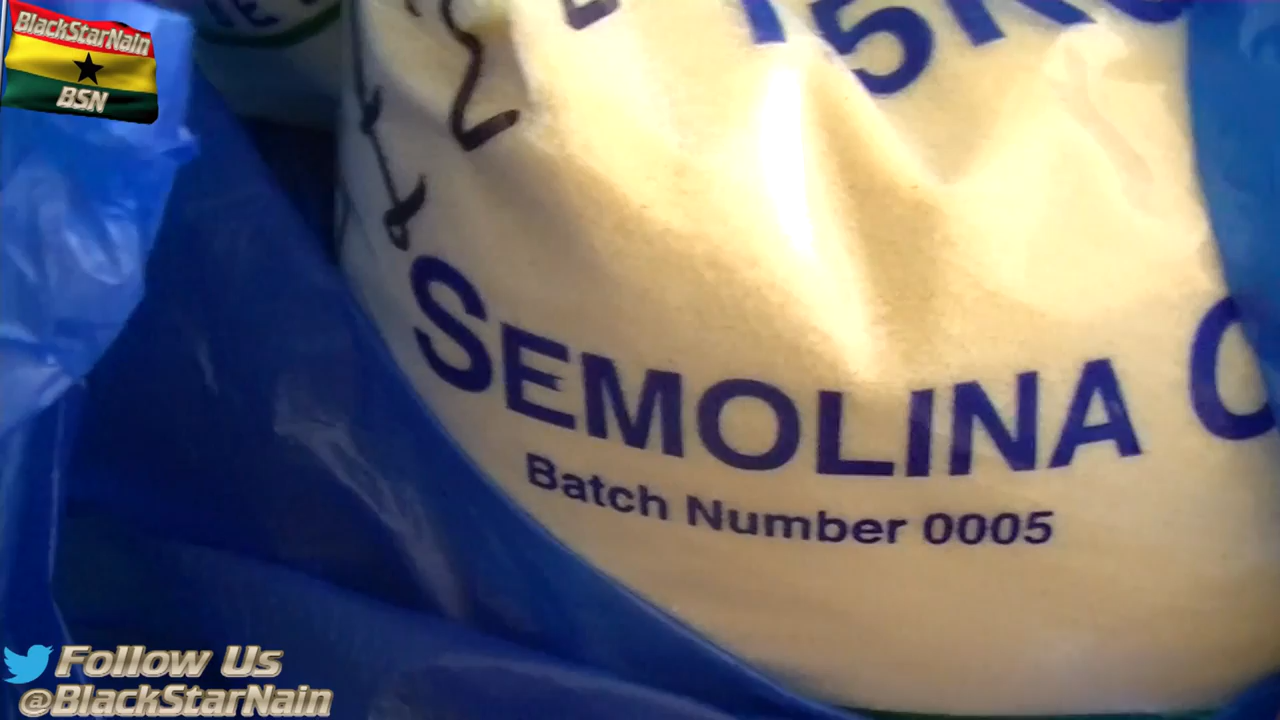 BlackStarNain
BSN
SEMOLINA
Batch Number 0005
Follow Us
@BlackStarNain